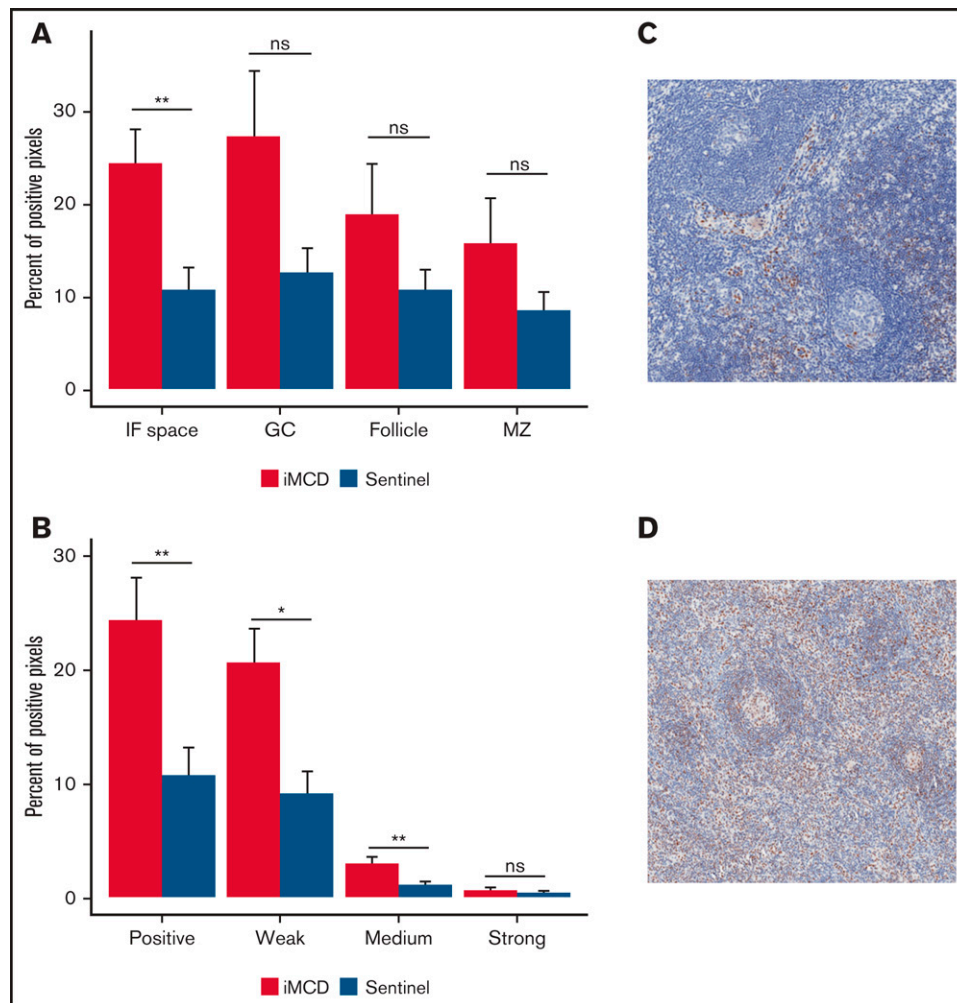 A
Percent of positive pixels
30
20
10
0
** ns ns ns
IF space GC Follicle MZ
iMCD Sentinel
B
Percent of positive pixels
30
20
10
0
** * ** ns
Positive Weak Medium Strong
iMCD Sentinel
C
D